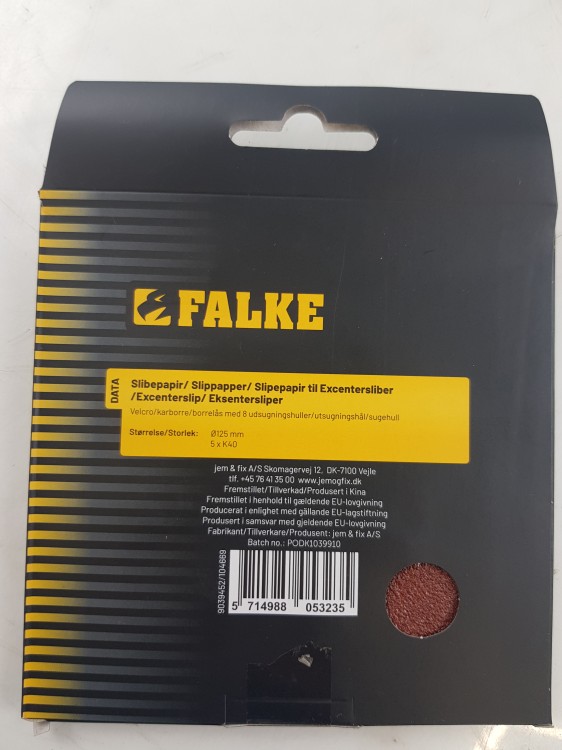 FALKE
DATA
Slibepapir/ Slippapper/ Slipepapir til Excentersliber
/Excenterslip/ Eksentersliper
Velcro/karborre/borrelås med 8 udsugningshuller/utsugningshål/sugehull
Størrelse/Storlek: Ø125 mm
5 x K40
jem & fix A/S Skomagervej 12, DK-7100 Vejle
tlf. +45 76 41 35 00 www.jemogfix.dk
Fremstillet/Tillverkad/Produsert i Kina
Fremstillet i henhold til gældende EU-lovgivning
Producerat i enlighet med gällande EU-lagstiftning
Produsert i samsvar med gjeldende EU-lovgivning
Fabrikant/Tillverkare/Produsent: jem & fix A/S
Batch no.: PODK1039910
9039452/104669
5 714988 053235